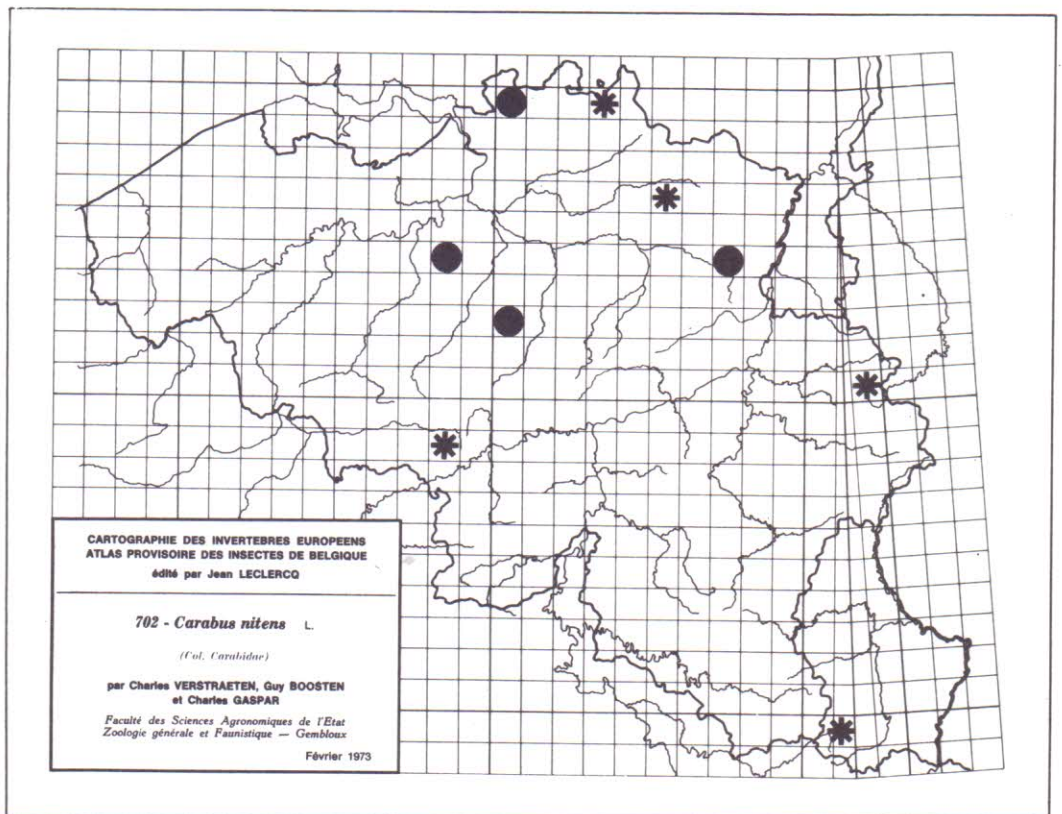 CARTOGRAPHIE DES INVERTEBRES EUROPEENS
ATLAS PROVISOIRE DES INSECTES DE BELGIQUE
édité par Jean LECLERCQ
702 - Carabus nitens L.
(Col. Carabidae)
par Charles VERSTRAETEN, Guy BOOSTEN
et Charles GASPAR
Faculté des Sciences Agronomiques de l'Etat
Zoologie générale et Faunistique — Gembloux
Février 1973